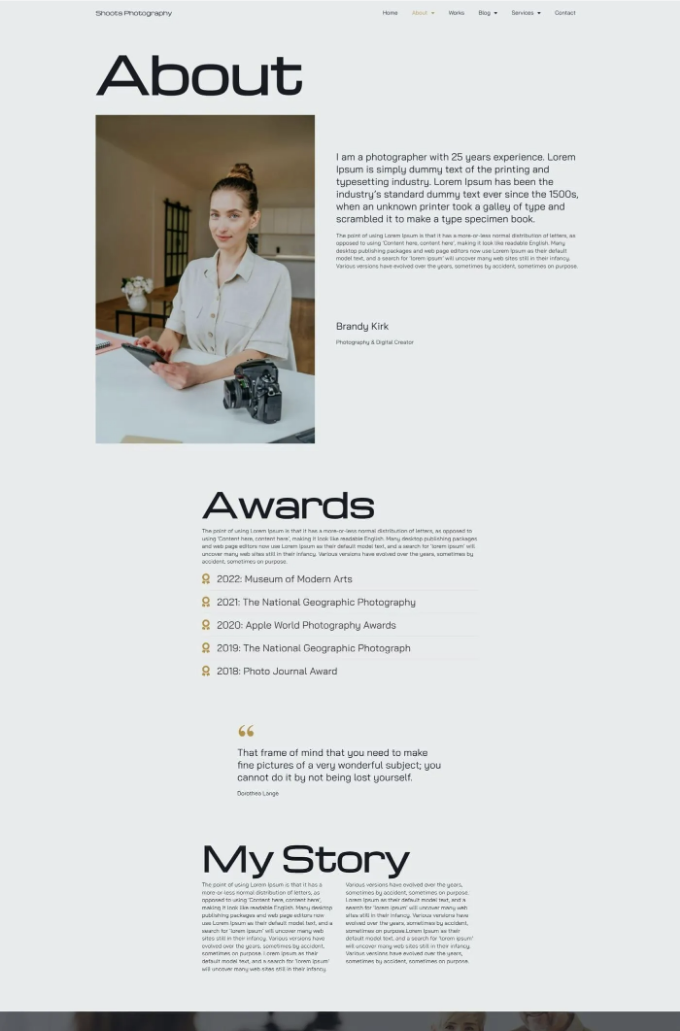 Shoots Photography
Home About Works Blog Services Contact
About
I am a photographer with 25 years experience. Lorem
Ipsum is simply dummy text of the printing and
typesetting industry. Lorem Ipsum has been the
industry's standard dummy text ever since the 1500s,
when an unknown printer took a galley of type and
scrambled it to make a type specimen book.
The point of using Lorem Ipsum is that it has a more-or-less normal distribution of letters, as
opposed to using 'Content here, content here', making it look like readable English. Many
desktop publishing packages and web page editors now use Lorem Ipsum as their default
model text, and a search for 'lorem ipsum' will uncover many web sites still in their infancy.
Various versions have evolved over the years, sometimes by accident, sometimes on purpose.
Brandy Kirk
Photography & Digital Creator
Awards
The point of using Lorem Ipsum is that it has a more-or-less normal distribution of letters, as opposed to
using 'Content here, content here', making it look like readable English. Many desktop publishing packages
and web page editors now use Lorem Ipsum as their default model text, and a search for 'lorem ipsum' will
uncover many web sites still in their infancy. Various versions have evolved over the years, sometimes by
accident, sometimes on purpose.
2022: Museum of Modern Arts
2021: The National Geographic Photography
2020: Apple World Photography Awards
2019: The National Geographic Photograph
2018: Photo Journal Award
“
That frame of mind that you need to make
fine pictures of a very wonderful subject; you
cannot do it by not being lost yourself.
Dorothea Lange
My Story
The point of using Lorem Ipsum is that it has a
more-or-less normal distribution of letters, as
opposed to using 'Content here, content here',
making it look like readable English. Many desktop
publishing packages and web page editors now
use Lorem Ipsum as their default model text, and a
search for 'lorem ipsum' will uncover many web
sites still in their infancy. Various versions have
evolved over the years, sometimes by accident,
sometimes on purpose. Lorem Ipsum as their
default model text, and a search for 'lorem ipsum'
will uncover many web sites still in their infancy.
Various versions have evolved over the years,
sometimes by accident, sometimes on purpose.
Lorem Ipsum as their default model text, and a
search for 'lorem ipsum' will uncover many web
sites still in their infancy. Various versions have
evolved over the years, sometimes by accident,
sometimes on purpose.Lorem Ipsum as their
default model text, and a search for 'lorem ipsum'
will uncover many web sites still in their infancy.
Various versions have evolved over the years,
sometimes by accident, sometimes on purpose.